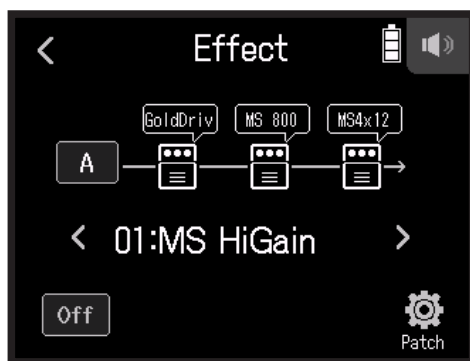 Effect
GoldDriv MS 800 MS4x12
A
01:MS HiGain
Off
Patch